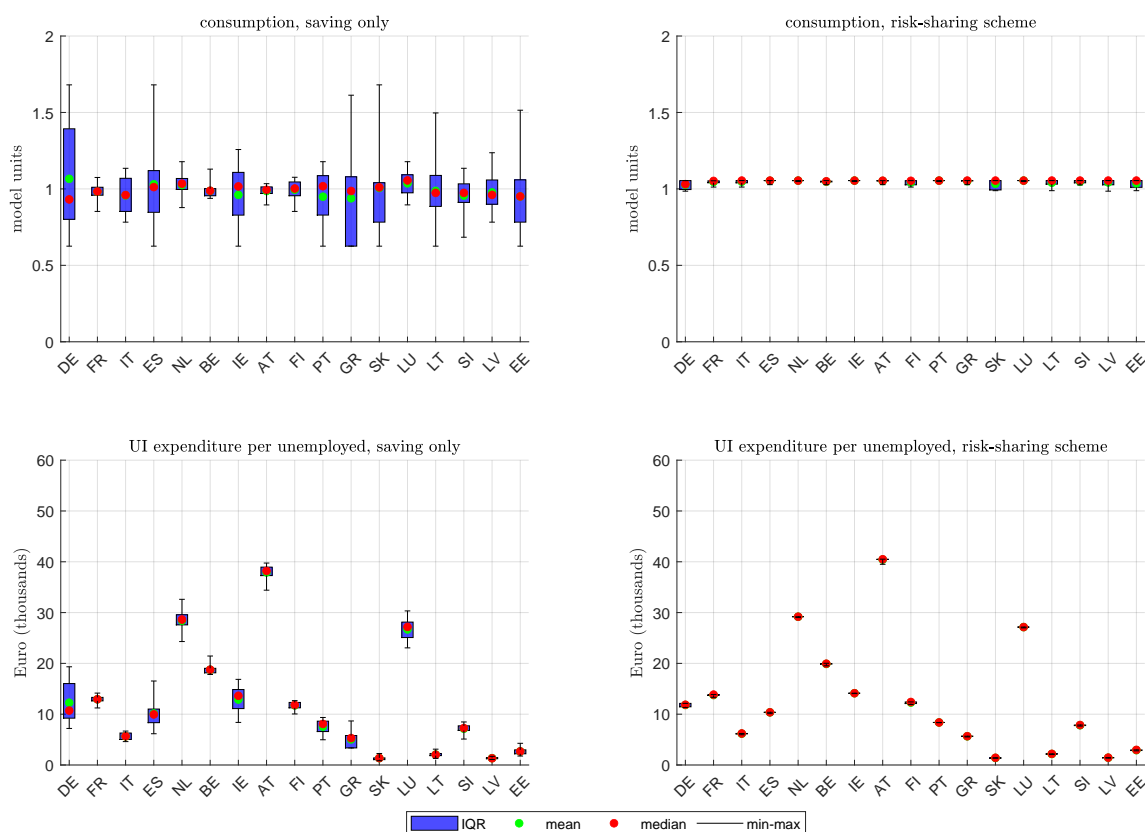 consumption, saving only
2
1.5
1
0.5
0
model units
DE FR IT ES NL BE IE AT FI PT GR SK LU LT SI LV EE
consumption, risk-sharing scheme
2
1.5
1
0.5
0
model units
DE FR IT ES NL BE IE AT FI PT GR SK LU LT SI LV EE
UI expenditure per unemployed, saving only
60
50
40
30
20
10
0
Euro (thousands)
DE FR IT ES NL BE IE AT FI PT GR SK LU LT SI LV EE
UI expenditure per unemployed, risk-sharing scheme
60
50
40
30
20
10
0
Euro (thousands)
DE FR IT ES NL BE IE AT FI PT GR SK LU LT SI LV EE
IQR mean median min-max